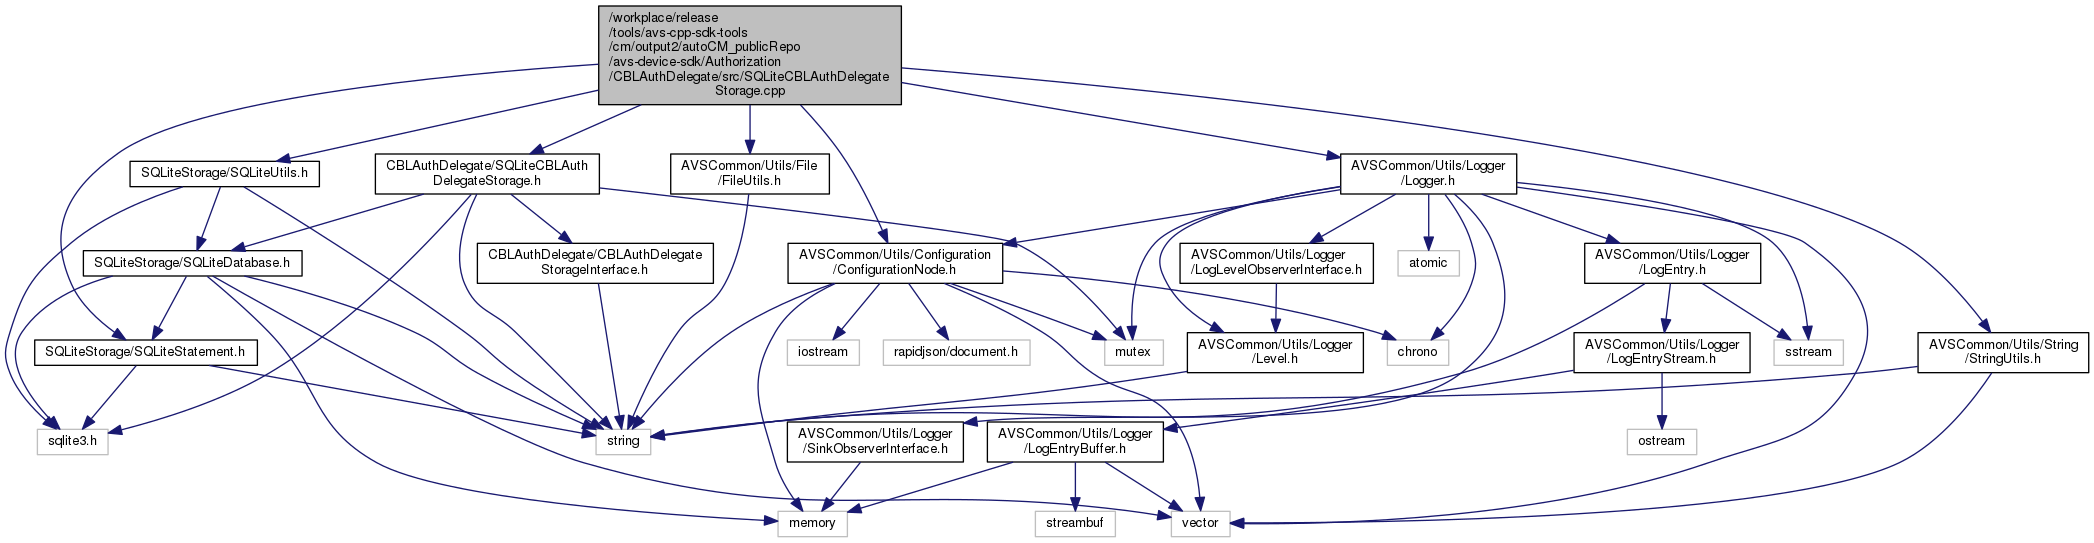 /workplace/release
/tools/avs-cpp-sdk-tools
/cm/output2/autoCM_publicRepo
/avs-device-sdk/Authorization
/CBLAuthDelegate/src/SQLiteCBLAuthDelegate
Storage.cpp
SQLiteStorage/SQLiteUtils.h
CBLAuthDelegate/SQLiteCBLAuth
DelegateStorage.h
AVSCommon/Utils/File
/FileUtils.h
AVSCommon/Utils/Logger
/Logger.h
SQLiteStorage/SQLiteDatabase.h
CBLAuthDelegate/CBLAuthDelegate
StorageInterface.h
AVSCommon/Utils/Configuration
/ConfigurationNode.h
AVSCommon/Utils/Logger
/LogLevelObserverInterface.h
atomic
AVSCommon/Utils/Logger
/LogEntry.h
SQLiteStorage/SQLiteStatement.h
iostream
rapidjson/document.h
mutex
AVSCommon/Utils/Logger
/Level.h
chrono
AVSCommon/Utils/Logger
/LogEntryStream.h
sstream
AVSCommon/Utils/String
/StringUtils.h
sqlite3.h
string
AVSCommon/Utils/Logger
/SinkObserverInterface.h
AVSCommon/Utils/Logger
/LogEntryBuffer.h
ostream
memory
streambuf
vector